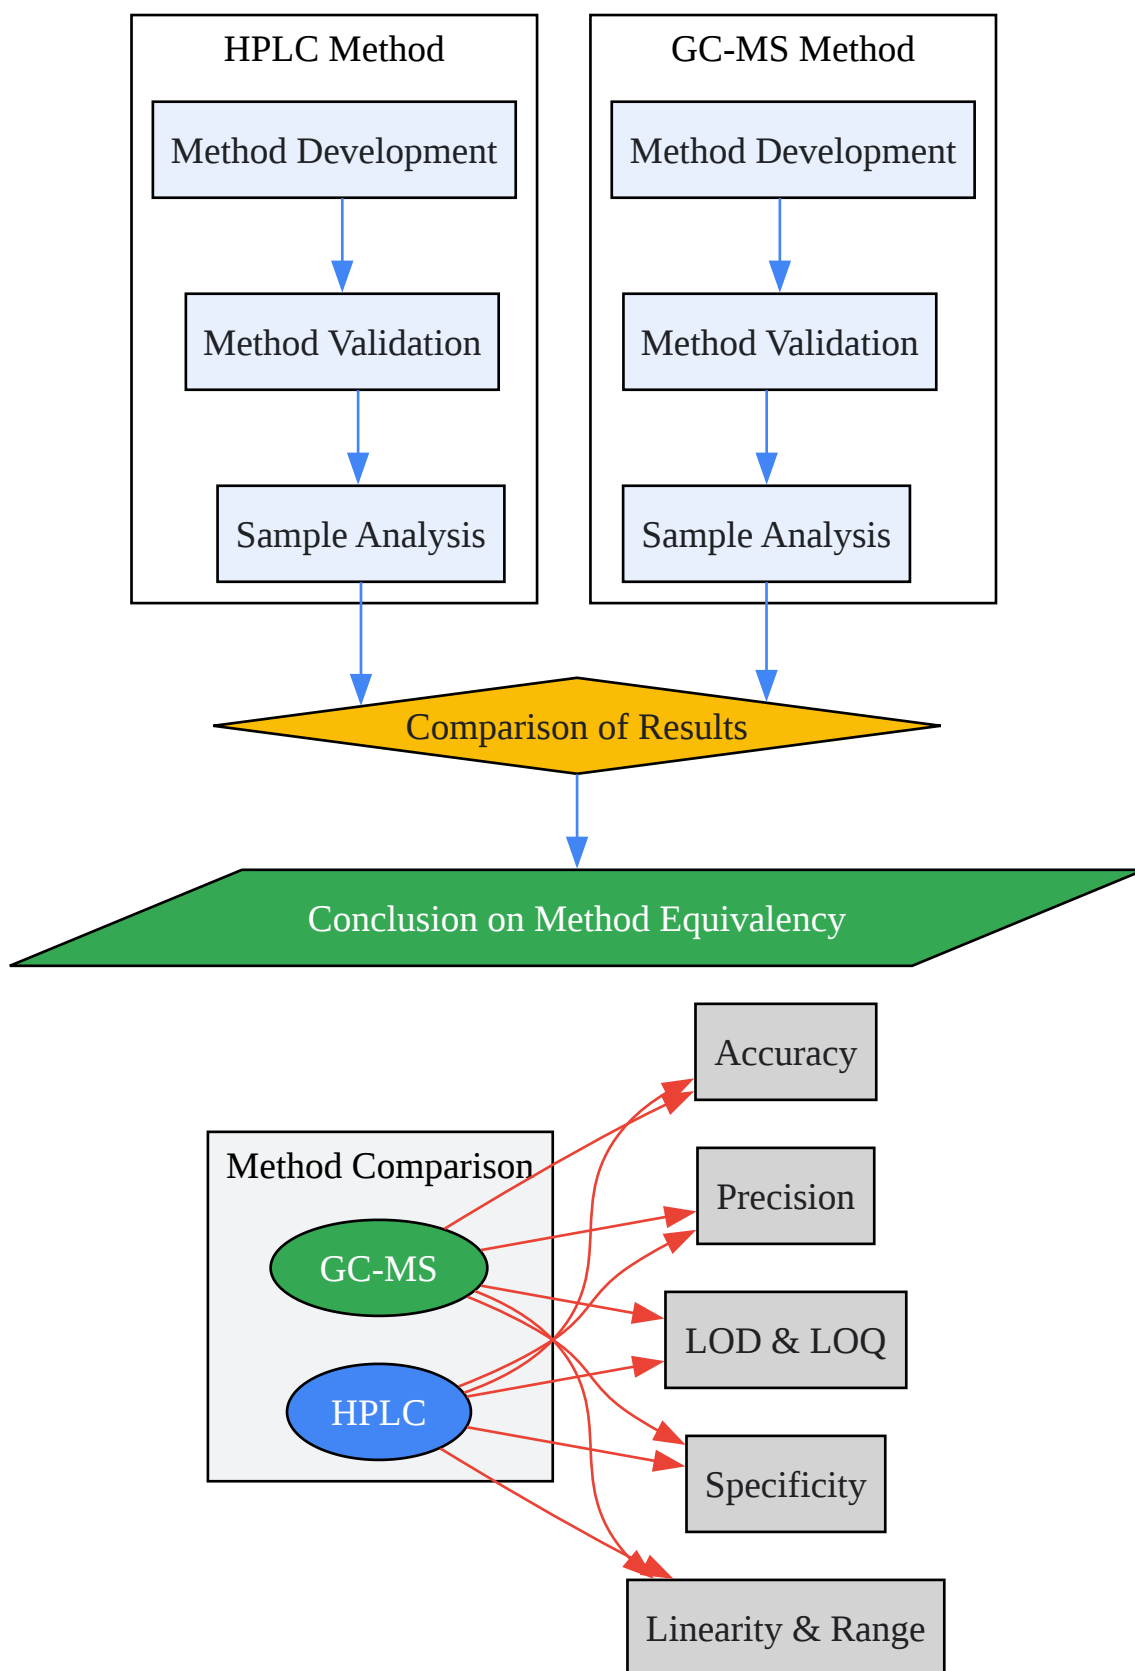 HPLC Method
Method Development
Method Validation
Sample Analysis
GC-MS Method
Method Development
Method Validation
Sample Analysis
Comparison of Results
Conclusion on Method Equivalency
Method Comparison
GC-MS
HPLC
Accuracy
Precision
LOD & LOQ
Specificity
Linearity & Range